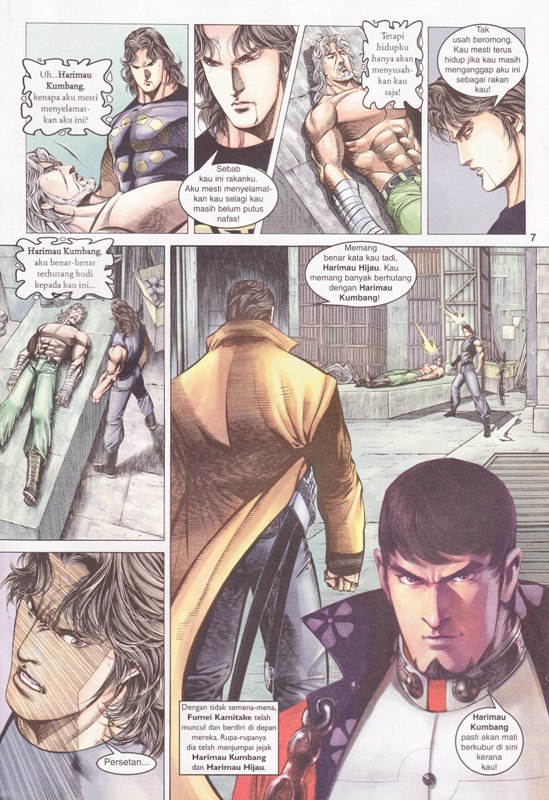 Uh...Harimau
Kumbang,
kenapa aku mesti
menyelamat-
kan aku ini?
Sebab
kau ini rakanku.
Aku mesti menyelamat-
kan kau selagi kau
masih belum putus
nafas!
Tetapi
hidupku
hanya akan
menyusah-
kan kau
saja!
Tak
usah beromong.
Kau mesti terus
hidup jika kau masih
menganggap aku ini
sebagai rakan
kau!
7
Harimau Kumbang,
aku benar-benar
terhutang budi
kepada kau ini...
Memang
benar kata kau tadi,
Harimau Hijau. Kau
memang banyak berhutang
dengan Harimau
Kumbang!
Persetan...
Dengan tidak semena-mena,
Fumei Kamitake telah
muncul dan berdiri di depan
mereka. Rupa-rupanya
dia telah menjumpai jejak
Harimau Kumbang
dan Harimau Hijau.
Harimau
Kumbang
pasti akan mati
berkubur di sini
kerana
kau!